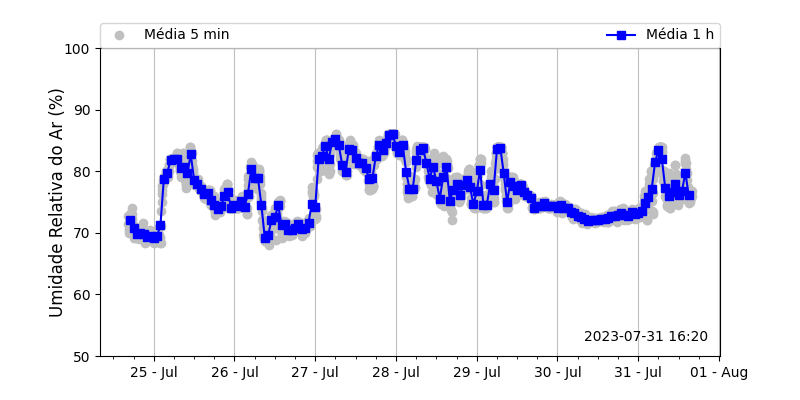 Média 5 min
Média 1 h
100
90
80
70
60
50
Umidade Relativa do Ar (%)
2023-07-31 16:20
25 - Jul
26 - Jul
27 - Jul
28 - Jul
29 - Jul
30 - Jul
31 - Jul
01 - Aug